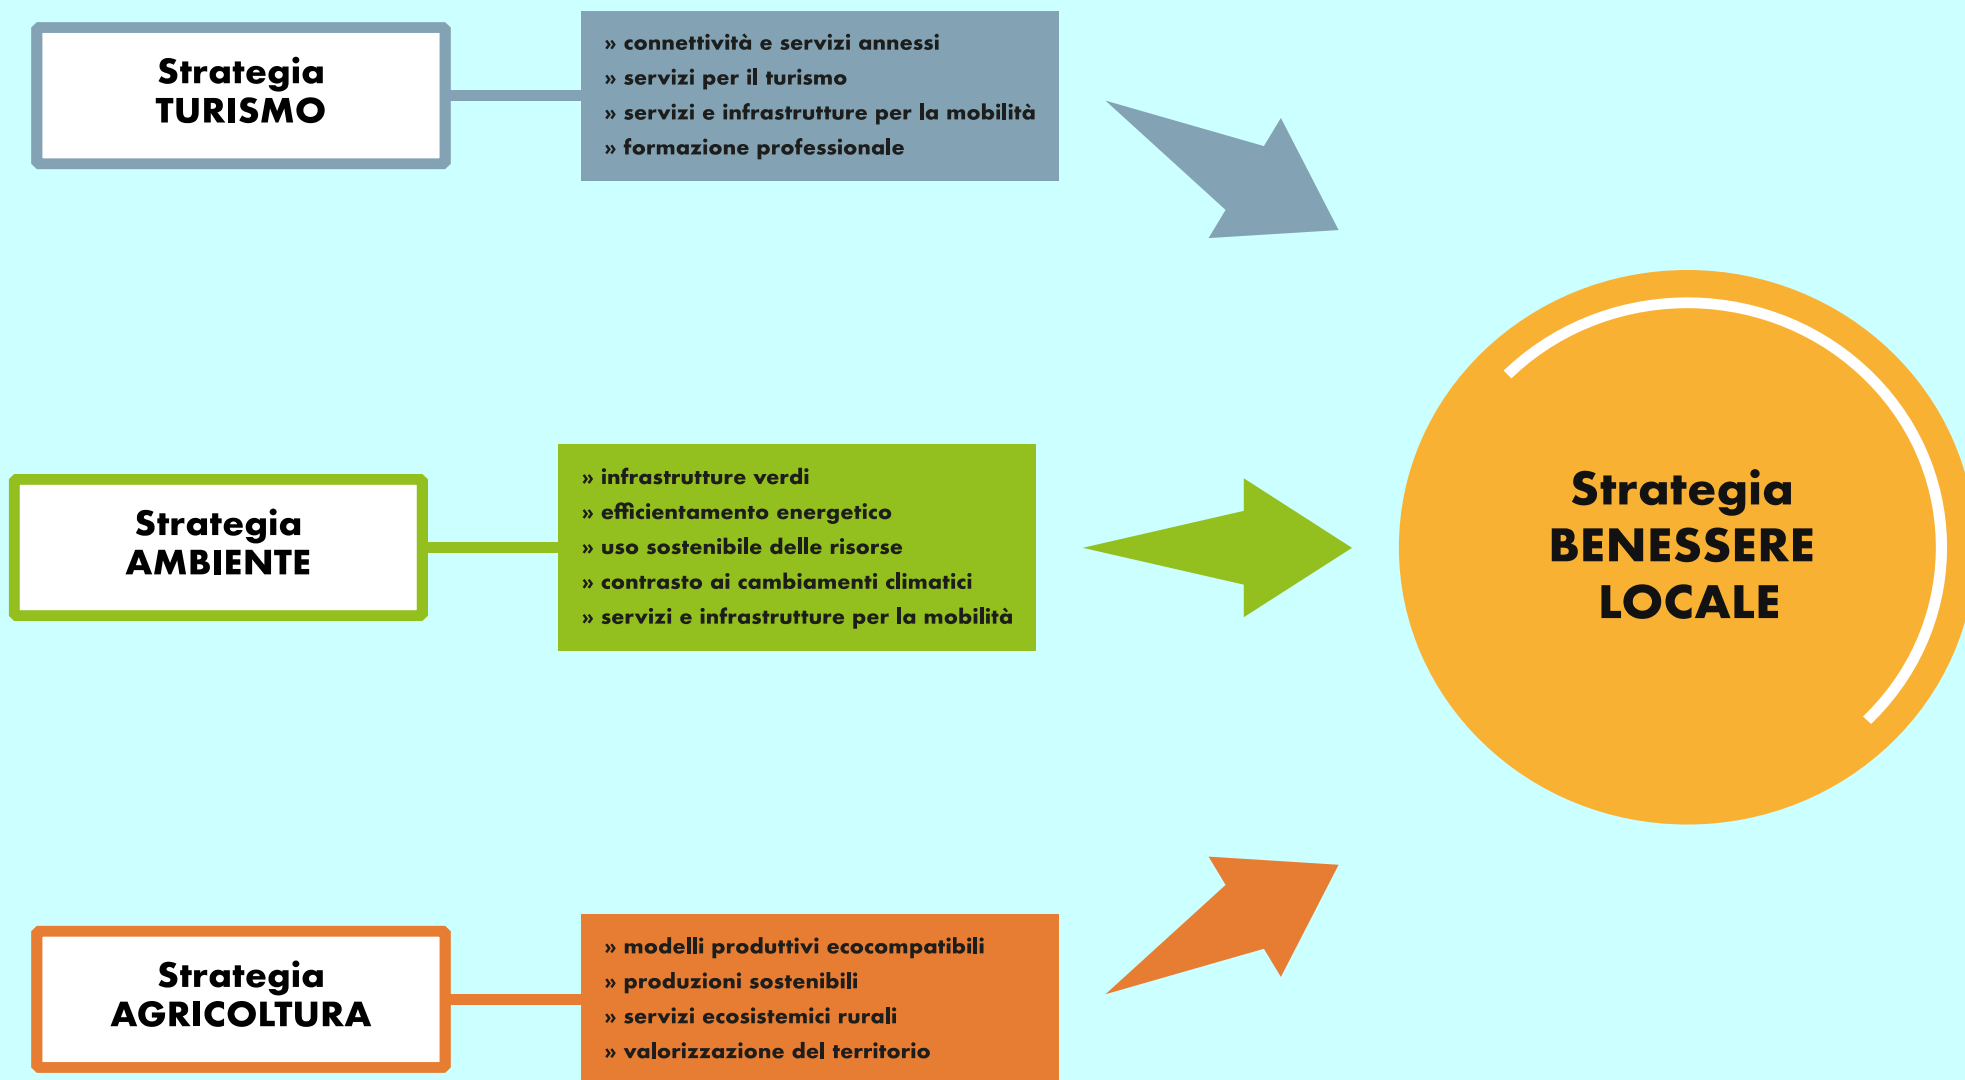 Strategia
TURISMO
» connettività e servizi annessi
» servizi per il turismo
» servizi e infrastrutture per la mobilità
» formazione professionale
Strategia
AMBIENTE
» infrastrutture verdi
» efficientamento energetico
» uso sostenibile delle risorse
» contrasto ai cambiamenti climatici
» servizi e infrastrutture per la mobilità
Strategia
BENESSERE
LOCALE
Strategia
AGRICOLTURA
» modelli produttivi ecocompatibili
» produzioni sostenibili
» servizi ecosistemici rurali
» valorizzazione del territorio